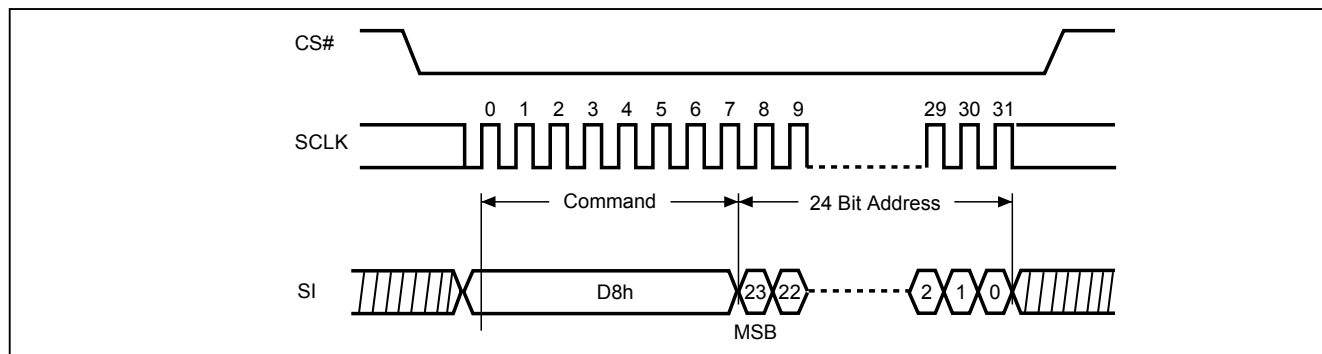 CS#
0 1 2 3 4 5 6 7 8 9 29 30 31
SCLK
Command 24 Bit Address
SI D8h 23 22 2 1 0
MSB